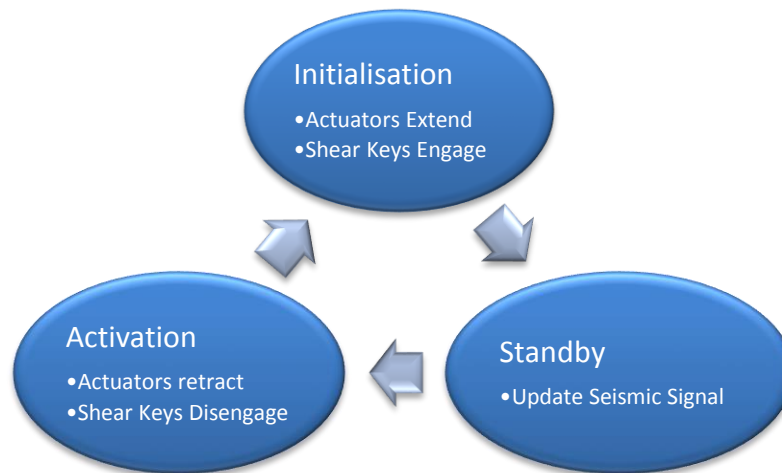 Initialisation
•Actuators Extend
•Shear Keys Engage
Activation
•Actuators retract
•Shear Keys Disengage
Standby
•Update Seismic Signal